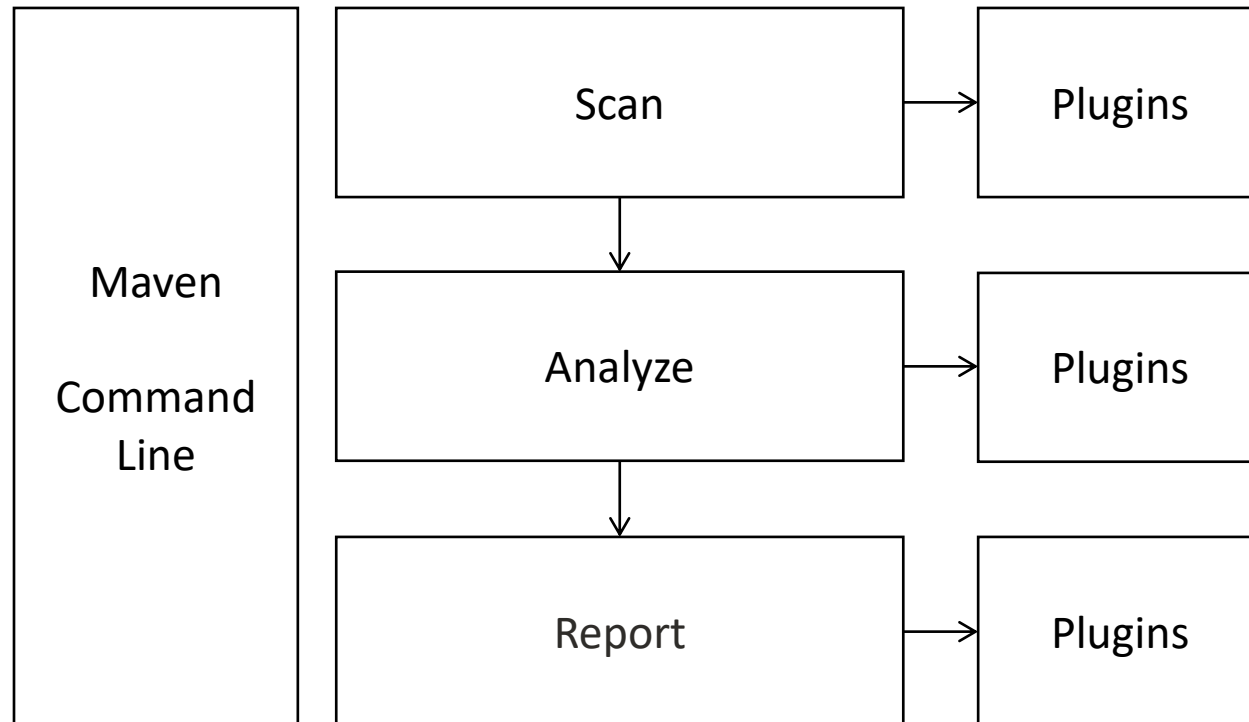 Maven
Command
Line
Scan
Plugins
Analyze
Plugins
Report
Plugins